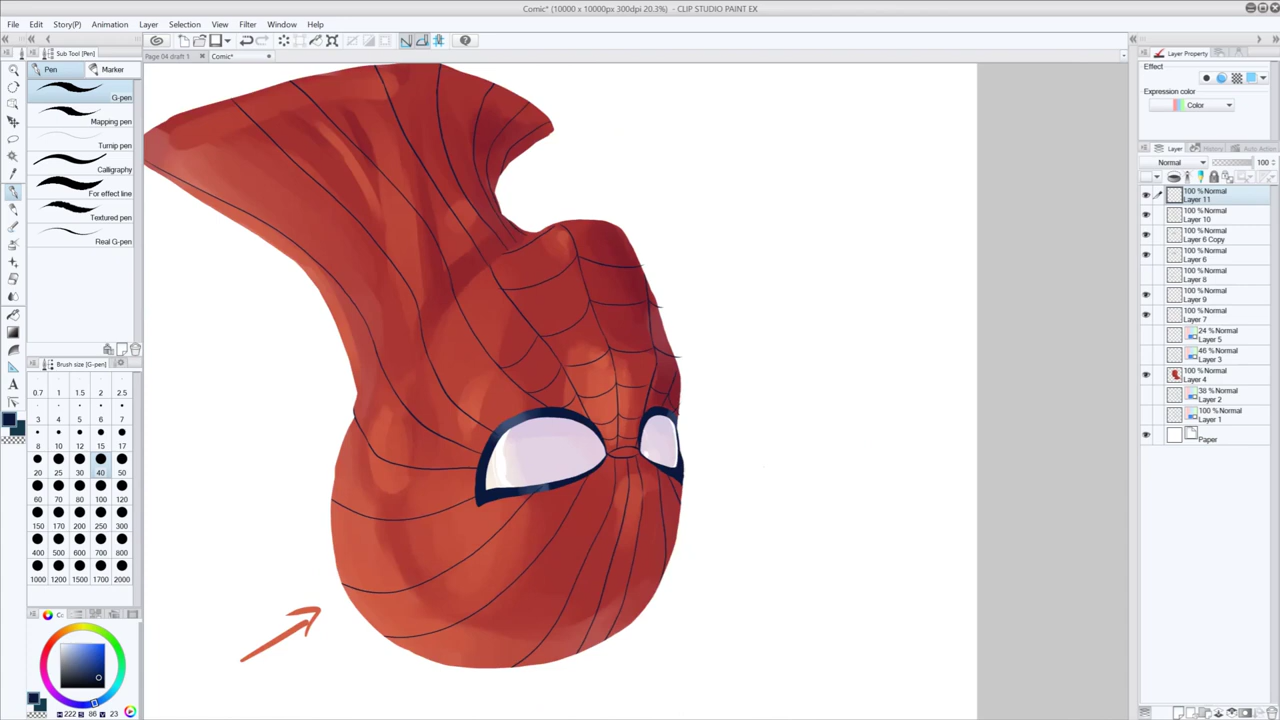 Comic* (10000 x 10000px 300dpi 20.3%) - CLIP STUDIO PAINT EX
File Edit Story(P) Animation Layer Selection View Filter Window Help
Sub Tool [Pen]
Page 04 draft 1
Comic*
Pen
Marker
G-pen
Mapping pen
Turnip pen
Calligraphy
For effect line
Textured pen
Real G-pen
Brush size [G-pen]
0.7 1 1.5 2 2.5
3 4 5 6 7
8 10 12 15 17
20 25 30 40 50
60 70 80 100 120
150 170 200 250 300
400 500 600 700 800
1000 1200 1500 1700 2000
H 222 S 86 V 23
Layer Property
Effect
Expression color
Color
Layer
History
Auto Action
Normal
100
100 % Normal
Layer 11
100 % Normal
Layer 10
100 % Normal
Layer 6 Copy
100 % Normal
Layer 6
100 % Normal
Layer 8
100 % Normal
Layer 9
100 % Normal
Layer 7
24 % Normal
Layer 5
46 % Normal
Layer 3
100 % Normal
Layer 4
38 % Normal
Layer 2
100 % Normal
Layer 1
Paper